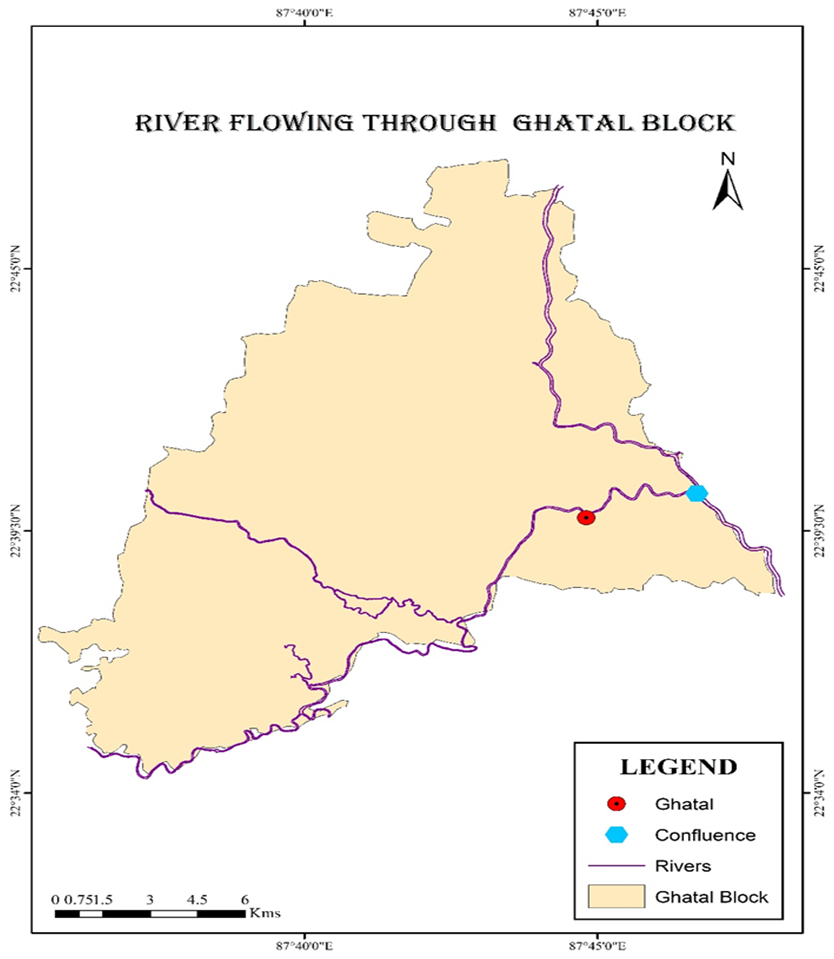 87°40'0"E 87°45'0"E
RIVER FLOWING THROUGH GHATAL BLOCK
N
22°45'0"N 22°45'0"N
22°39'30"N 22°39'30"N
22°34'0"N 22°34'0"N
LEGEND
Ghatal
Confluence
Rivers
Ghatal Block
0 0.751.5 3 4.5 6
Kms
87°40'0"E 87°45'0"E